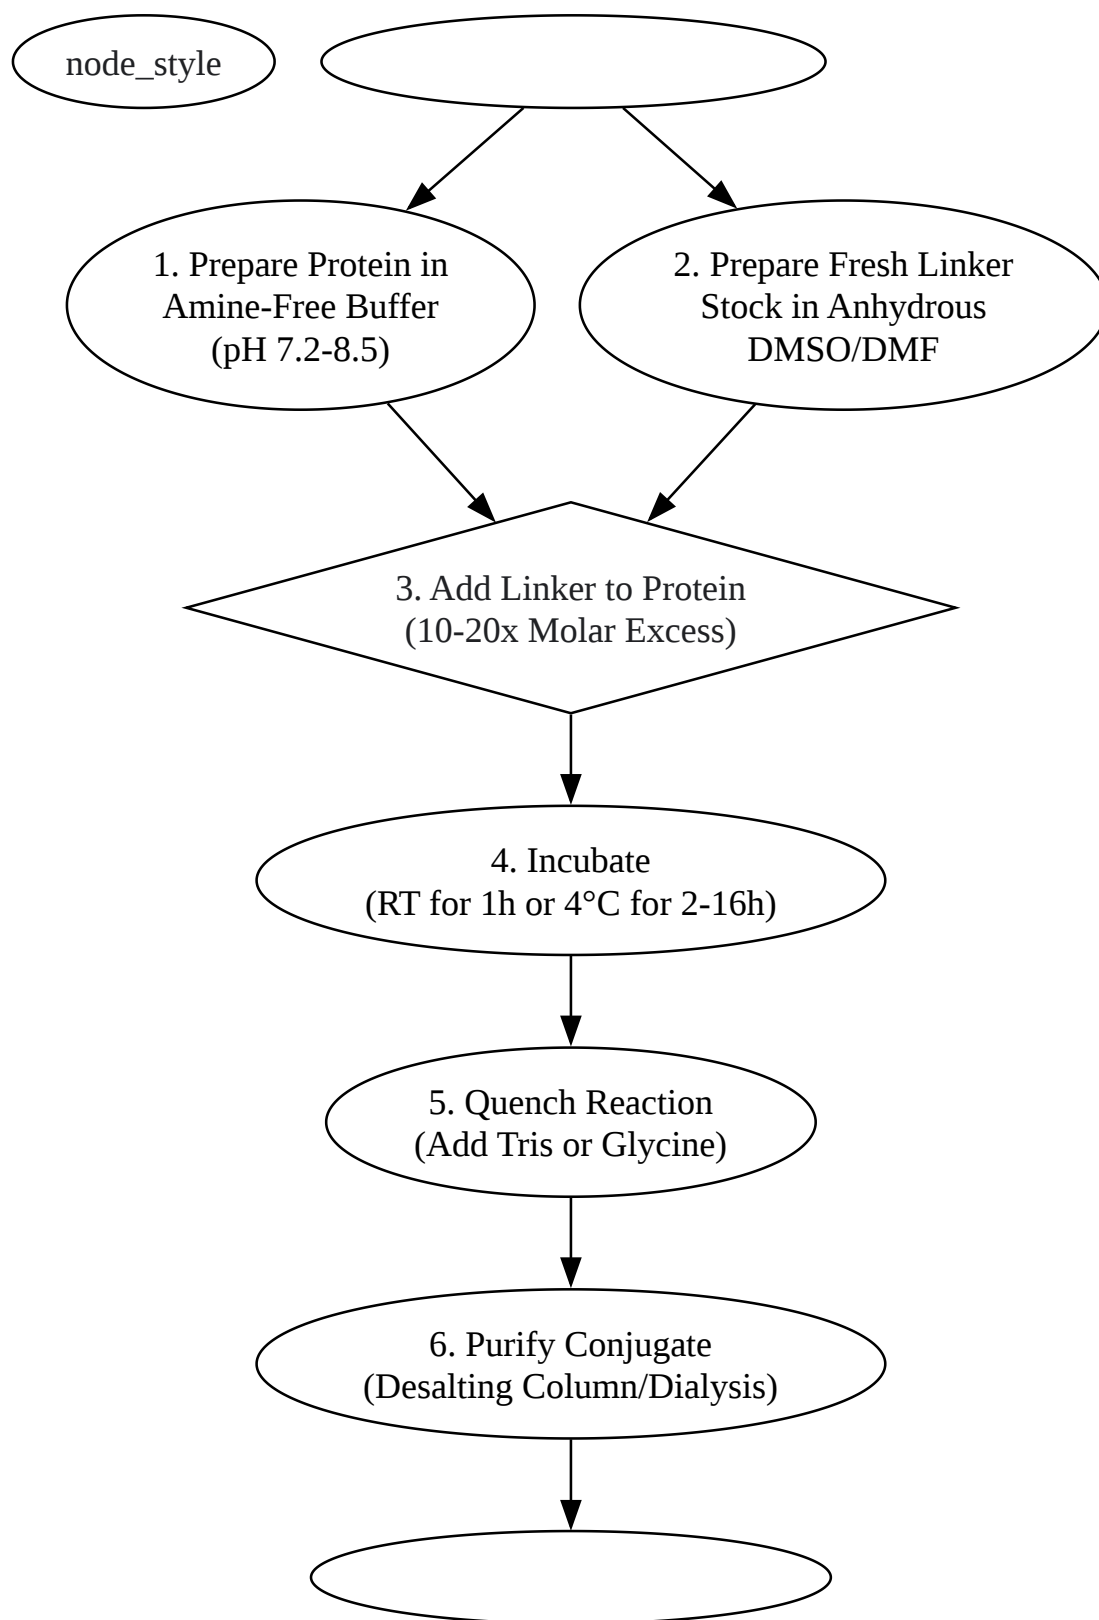 node_style
1. Prepare Protein in
Amine-Free Buffer
(pH 7.2-8.5)
2. Prepare Fresh Linker
Stock in Anhydrous
DMSO/DMF
3. Add Linker to Protein
(10-20x Molar Excess)
4. Incubate
(RT for 1h or 4°C for 2-16h)
5. Quench Reaction
(Add Tris or Glycine)
6. Purify Conjugate
(Desalting Column/Dialysis)